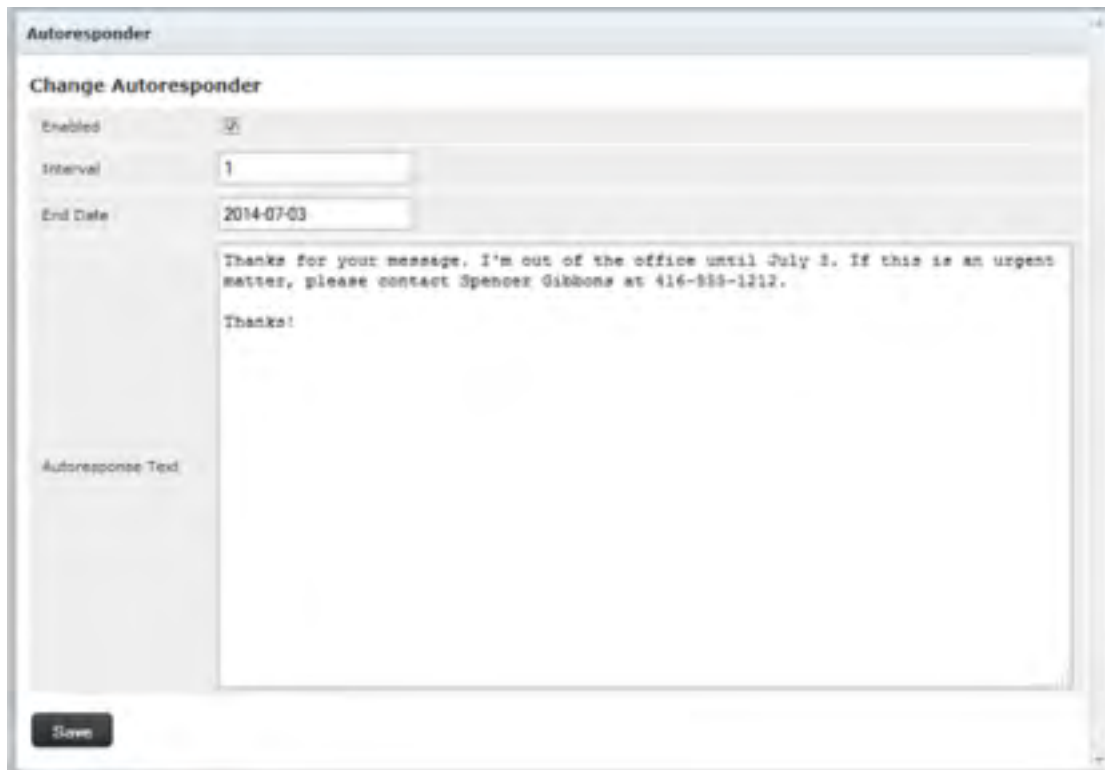 Autoresponder
Change Autoresponder
Enabled
Interval
1
End Date
2014-07-03
Thanks for your message. I'm out of the office until July . If this is an urgent
matter, please contact Spencer Gibbons at 416-555-1212.
Thanks!
Autoresponse Text
Save